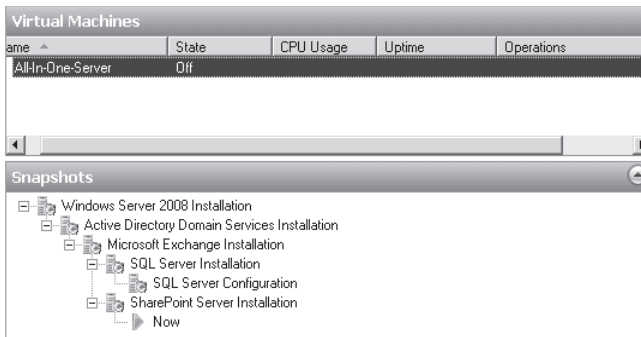 Virtual Machines
ame State CPU Usage Uptime Operations
All-In-One-Server Off
Snapshots
Windows Server 2008 Installation
Active Directory Domain Services Installation
Microsoft Exchange Installation
SQL Server Installation
SQL Server Configuration
SharePoint Server Installation
Now